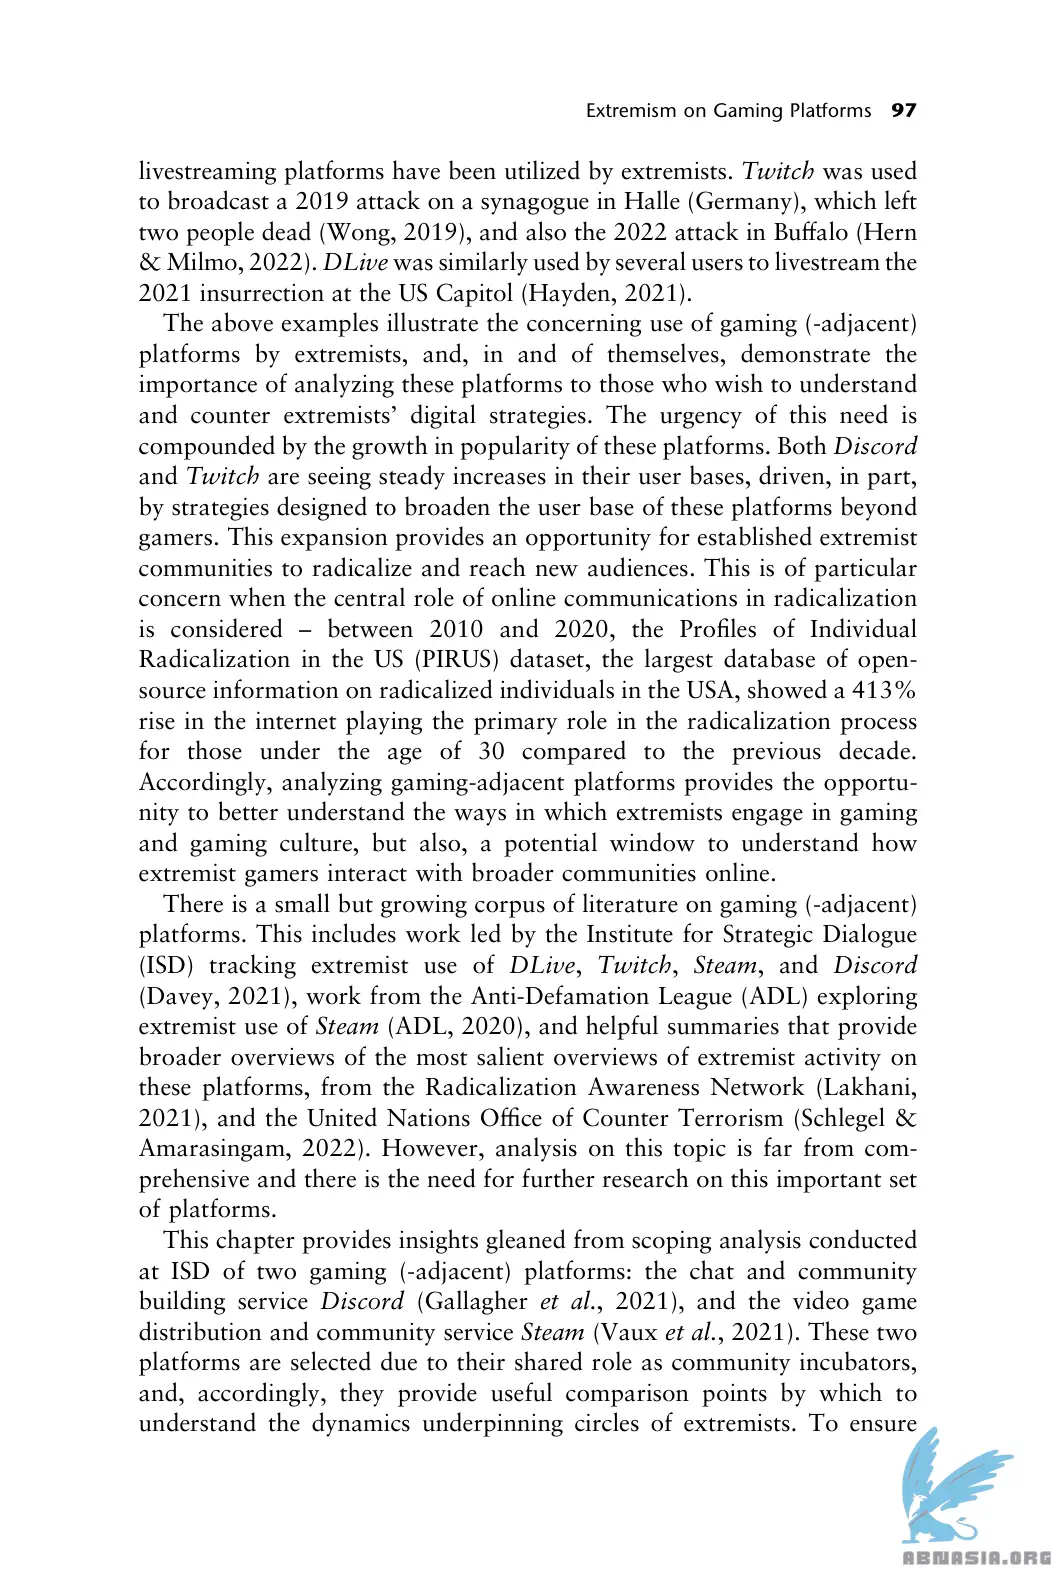 Extremism on Gaming Platforms 97
livestreaming platforms have been utilized by extremists. Twitch was used
to broadcast a 2019 attack on a synagogue in Halle (Germany), which left
two people dead (Wong, 2019), and also the 2022 attack in Buffalo (Hern
& Milmo, 2022). DLive was similarly used by several users to livestream the
2021 insurrection at the US Capitol (Hayden, 2021).
The above examples illustrate the concerning use of gaming (-adjacent)
platforms by extremists, and, in and of themselves, demonstrate the
importance of analyzing these platforms to those who wish to understand
and counter extremists’ digital strategies. The urgency of this need is
compounded by the growth in popularity of these platforms. Both Discord
and Twitch are seeing steady increases in their user bases, driven, in part,
by strategies designed to broaden the user base of these platforms beyond
gamers. This expansion provides an opportunity for established extremist
communities to radicalize and reach new audiences. This is of particular
concern when the central role of online communications in radicalization
is considered – between 2010 and 2020, the Profiles of Individual
Radicalization in the US (PIRUS) dataset, the largest database of open-
source information on radicalized individuals in the USA, showed a 413%
rise in the internet playing the primary role in the radicalization process
for those under the age of 30 compared to the previous decade.
Accordingly, analyzing gaming-adjacent platforms provides the opportu-
nity to better understand the ways in which extremists engage in gaming
and gaming culture, but also, a potential window to understand how
extremist gamers interact with broader communities online.
There is a small but growing corpus of literature on gaming (-adjacent)
platforms. This includes work led by the Institute for Strategic Dialogue
(ISD) tracking extremist use of DLive, Twitch, Steam, and Discord
(Davey, 2021), work from the Anti-Defamation League (ADL) exploring
extremist use of Steam (ADL, 2020), and helpful summaries that provide
broader overviews of the most salient overviews of extremist activity on
these platforms, from the Radicalization Awareness Network (Lakhani,
2021), and the United Nations Office of Counter Terrorism (Schlegel &
Amarasingam, 2022). However, analysis on this topic is far from com-
prehensive and there is the need for further research on this important set
of platforms.
This chapter provides insights gleaned from scoping analysis conducted
at ISD of two gaming (-adjacent) platforms: the chat and community
building service Discord (Gallagher et al., 2021), and the video game
distribution and community service Steam (Vaux et al., 2021). These two
platforms are selected due to their shared role as community incubators,
and, accordingly, they provide useful comparison points by which to
understand the dynamics underpinning circles of extremists. To ensure
ABNASIA.ORG